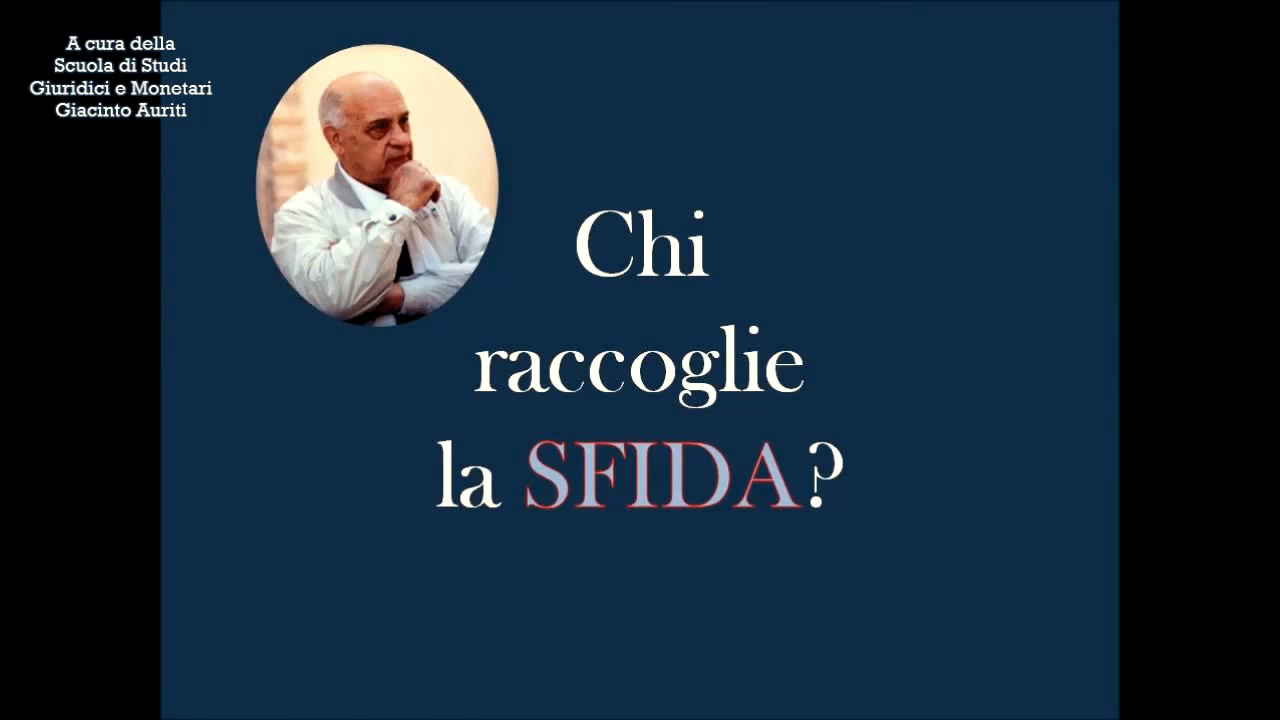 A cura della
Scuola di Studi
Giuridici e Monetari
Giacinto Auriti
Chi
raccoglie
la SFIDA?